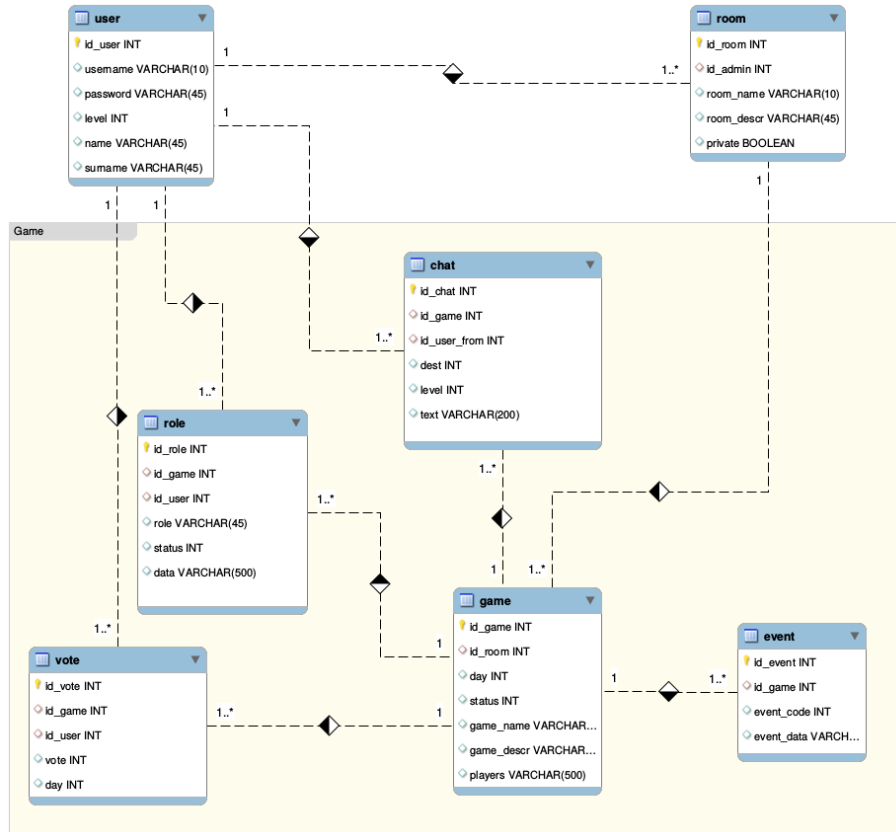 user
id_user INT
username VARCHAR(10)
password VARCHAR(45)
level INT
name VARCHAR(45)
surname VARCHAR(45)
room
id_room INT
id_admin INT
room_name VARCHAR(10)
room_descr VARCHAR(45)
private BOOLEAN
1
1..*
1
1
1
1
Game
chat
id_chat INT
id_game INT
id_user_from INT
dest INT
level INT
text VARCHAR(200)
1..*
1..*
role
id_role INT
id_game INT
id_user INT
role VARCHAR(45)
status INT
data VARCHAR(500)
1..*
1..*
1
1..*
game
id_game INT
id_room INT
day INT
status INT
game_name VARCHAR...
game_descr VARCHAR...
players VARCHAR(500)
1..*
1
vote
id_vote INT
id_game INT
id_user INT
vote INT
day INT
1..*
1
1
1..*
event
id_event INT
id_game INT
event_code INT
event_data VARCH...